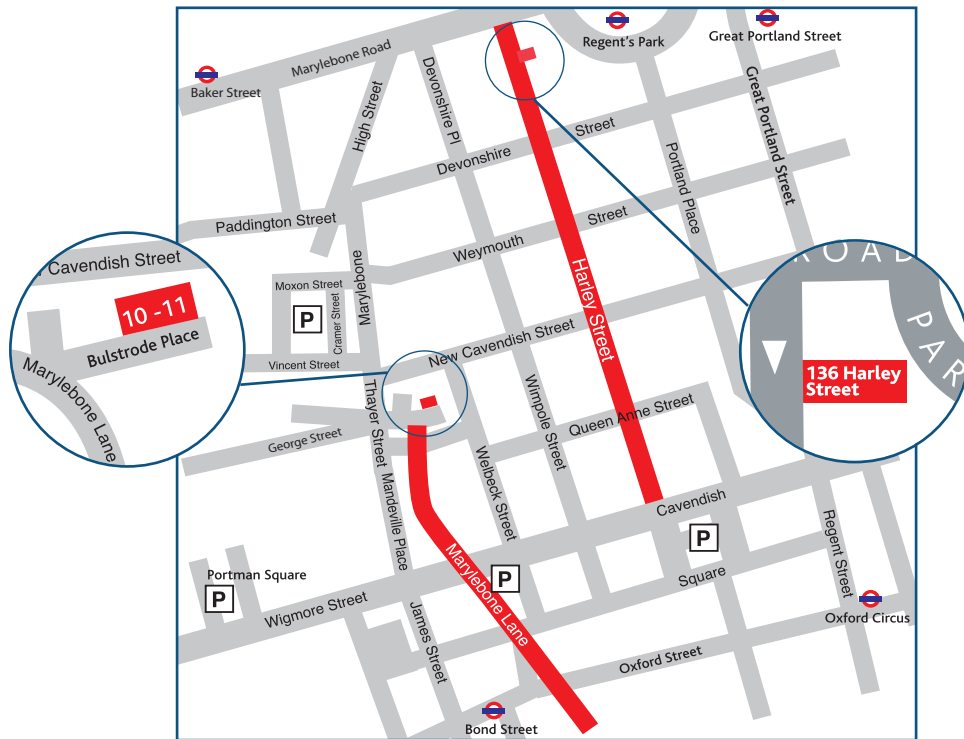 Regent's Park
Great Portland Street
Marylebone Road
Baker Street
High Street
Devonshire Pl
Devonshire
Street
Great Portland Street
Portland Place
Paddington Street
Weymouth
Street
Cavendish Street
10 -11
Bulstrode Place
Marylebone Lane
Moxon Street
P
Cramer Street
Marylebone
Vincent Street
Harley Street
New Cavendish Street
ROAD
PAR
136 Harley
Street
Thayer Street
Wimpole Street
Queen Anne Street
George Street
Welbeck Street
Mandeville Place
Cavendish
P
Square
Regent Street
Portman Square
P
Wigmore Street
Marylebone Lane
P
James Street
Oxford Circus
Oxford Street
Bond Street